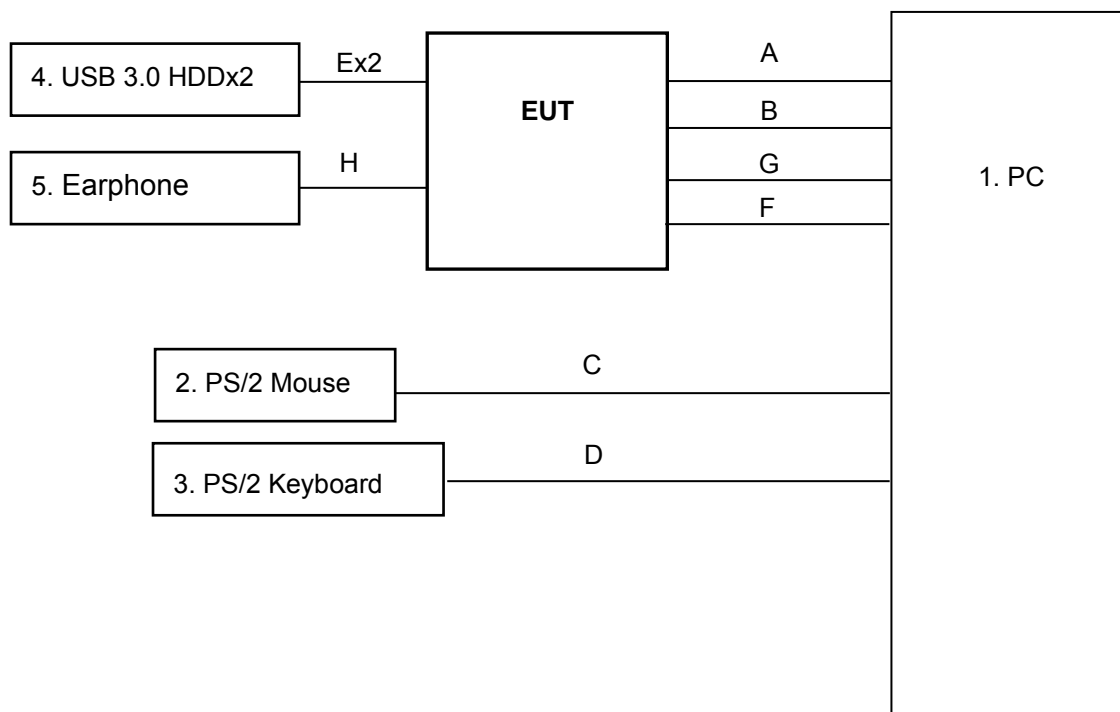 4. USB 3.0 HDDx2
Ex2
EUT
A
B
1. PC
5. Earphone
H
G
F
2. PS/2 Mouse
C
3. PS/2 Keyboard
D